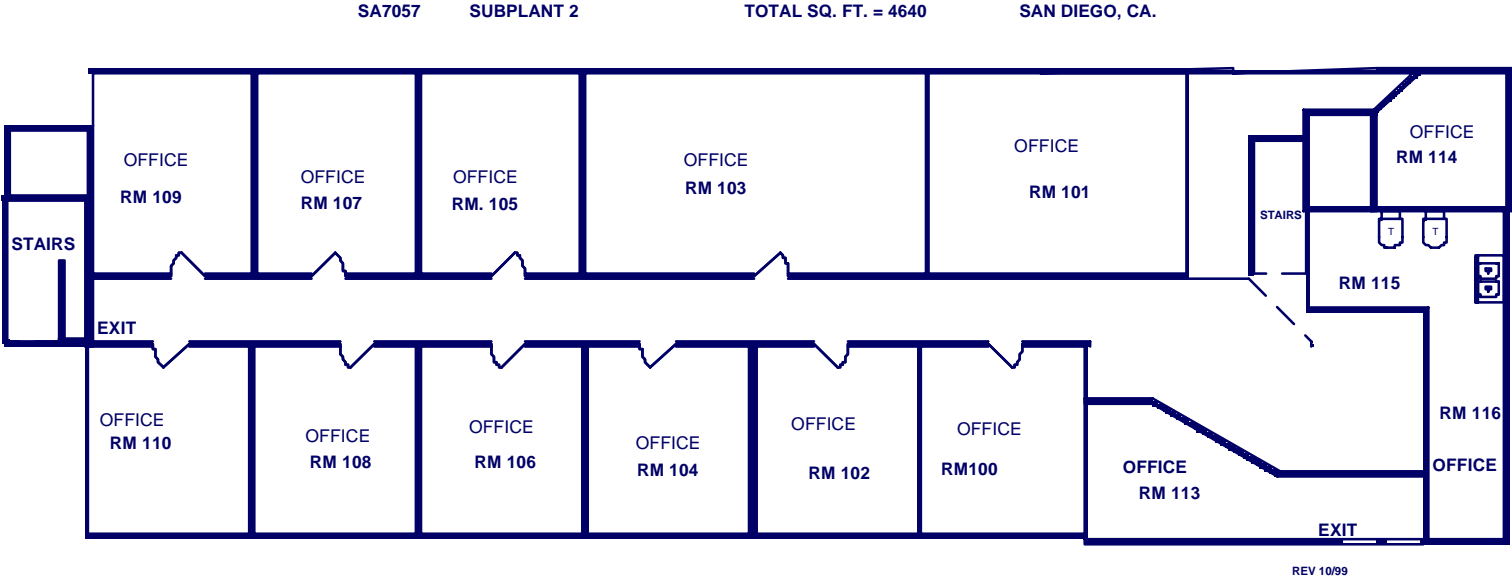 SA7057 SUBPLANT 2 TOTAL SQ. FT. = 4640 SAN DIEGO, CA.
OFFICE
RM 109
OFFICE
RM 107
OFFICE
RM. 105
OFFICE
RM 103
OFFICE
RM 101
OFFICE
RM 114
STAIRS
STAIRS
T
T
RM 115
EXIT
OFFICE
RM 110
OFFICE
RM 108
OFFICE
RM 106
OFFICE
RM 104
OFFICE
RM 102
OFFICE
RM100
OFFICE
RM 113
RM 116
OFFICE
EXIT
REV 10/99